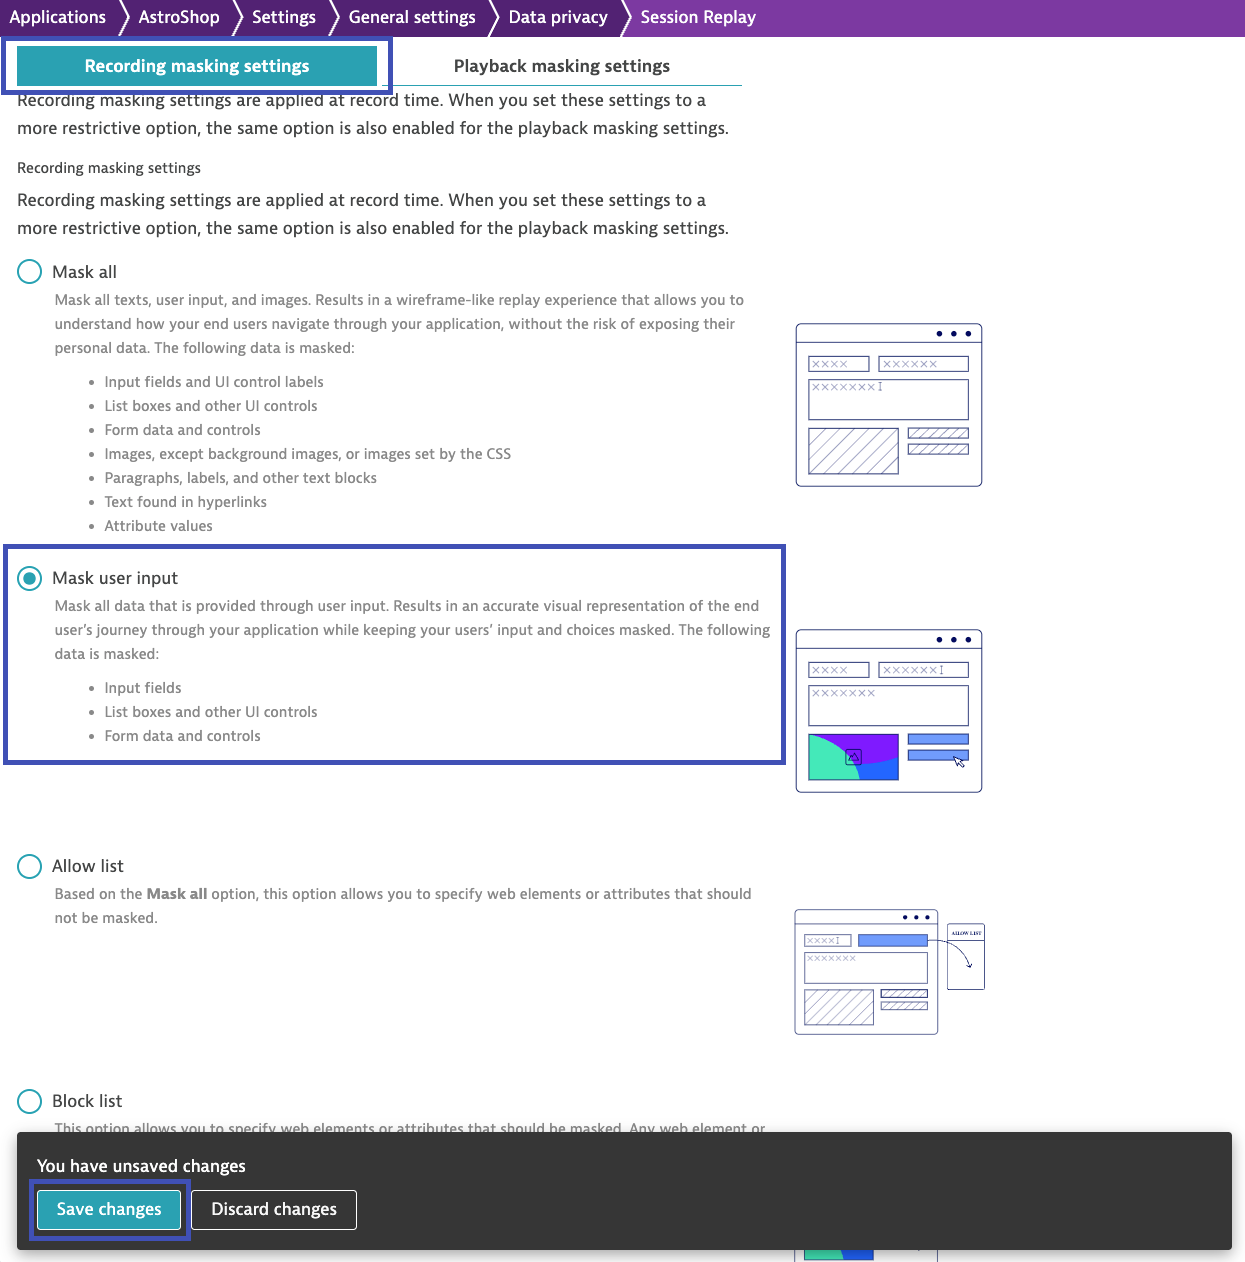 Applications
AstroShop
Settings
General settings
Data privacy
Session Replay
Recording masking settings
Playback masking settings
Recording masking settings are applied at record time. When you set these settings to a
more restrictive option, the same option is also enabled for the playback masking settings.
Recording masking settings
Recording masking settings are applied at record time. When you set these settings to a
more restrictive option, the same option is also enabled for the playback masking settings.
Mask all
Mask all texts, user input, and images. Results in a wireframe-like replay experience that allows you to
understand how your end users navigate through your application, without the risk of exposing their
personal data. The following data is masked:
• Input fields and UI control labels
• List boxes and other UI controls
• Form data and controls
• Images, except background images, or images set by the CSS
• Paragraphs, labels, and other text blocks
• Text found in hyperlinks
• Attribute values
××××
××××××
×××××××
Mask user input
Mask all data that is provided through user input. Results in an accurate visual representation of the end
user’s journey through your application while keeping your users’ input and choices masked. The following
data is masked:
• Input fields
• List boxes and other UI controls
• Form data and controls
××××
××××××
×××××××
Allow list
Based on the Mask all option, this option allows you to specify web elements or attributes that should
not be masked.
××××
×××××××
ALLOW LIST
Block list
This option allows you to specify web elements or attributes that should be masked. Any web element or
You have unsaved changes
Save changes
Discard changes